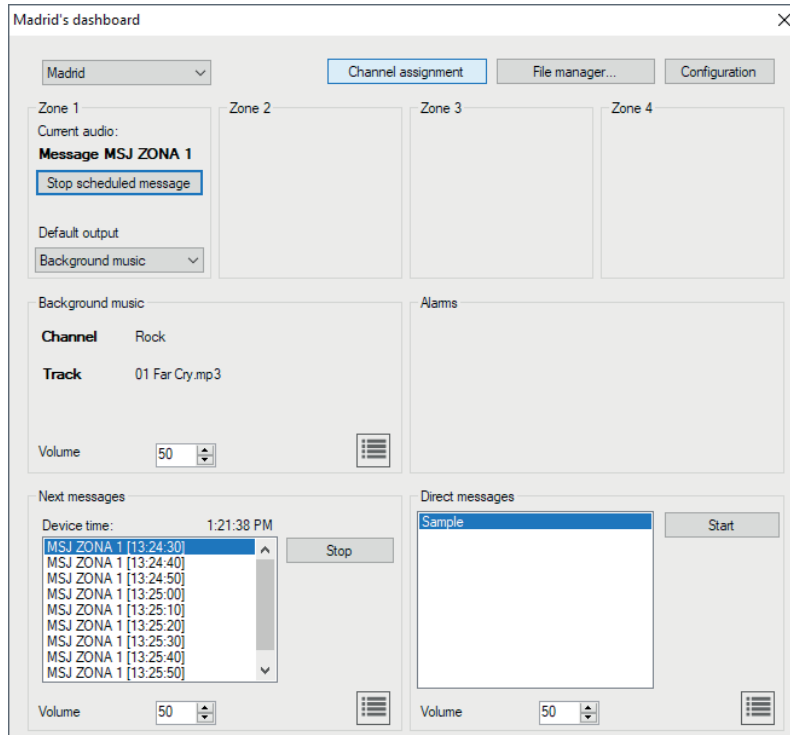 Madrid's dashboard
Madrid
Channel assignment
File manager...
Configuration
Zone 1
Current audio:
Message MSJ ZONA 1
Stop scheduled message
Default output
Background music
Zone 2
Zone 3
Zone 4
Background music
Channel Rock
Track 01 Far Cry.mp3
Volume 50
Alarms
Next messages
Device time: 1:21:38 PM
MSJ ZONA 1 [13:24:30]
MSJ ZONA 1 [13:24:40]
MSJ ZONA 1 [13:24:50]
MSJ ZONA 1 [13:25:00]
MSJ ZONA 1 [13:25:10]
MSJ ZONA 1 [13:25:20]
MSJ ZONA 1 [13:25:30]
MSJ ZONA 1 [13:25:40]
MSJ ZONA 1 [13:25:50]
Stop
Volume 50
Direct messages
Sample
Start
Volume 50